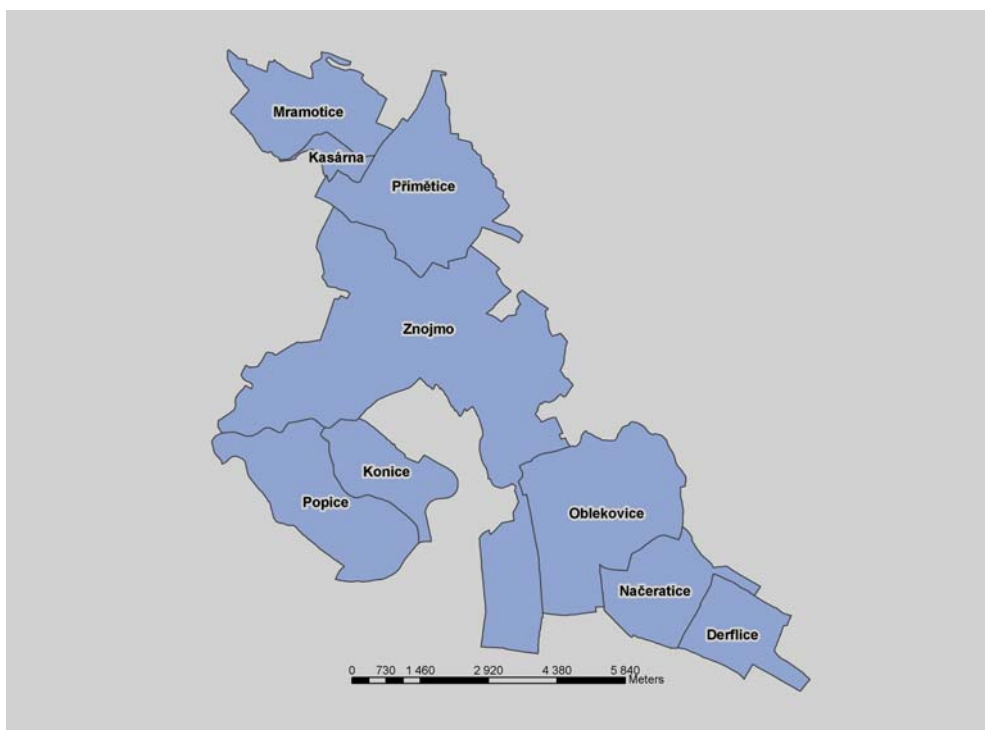 Mramotice
Kasárna
Přímětice
Znojmo
Konice
Popice
Oblekovice
Načeratice
Derflice
0 730 1 460 2 920 4 380 5 840
Meters